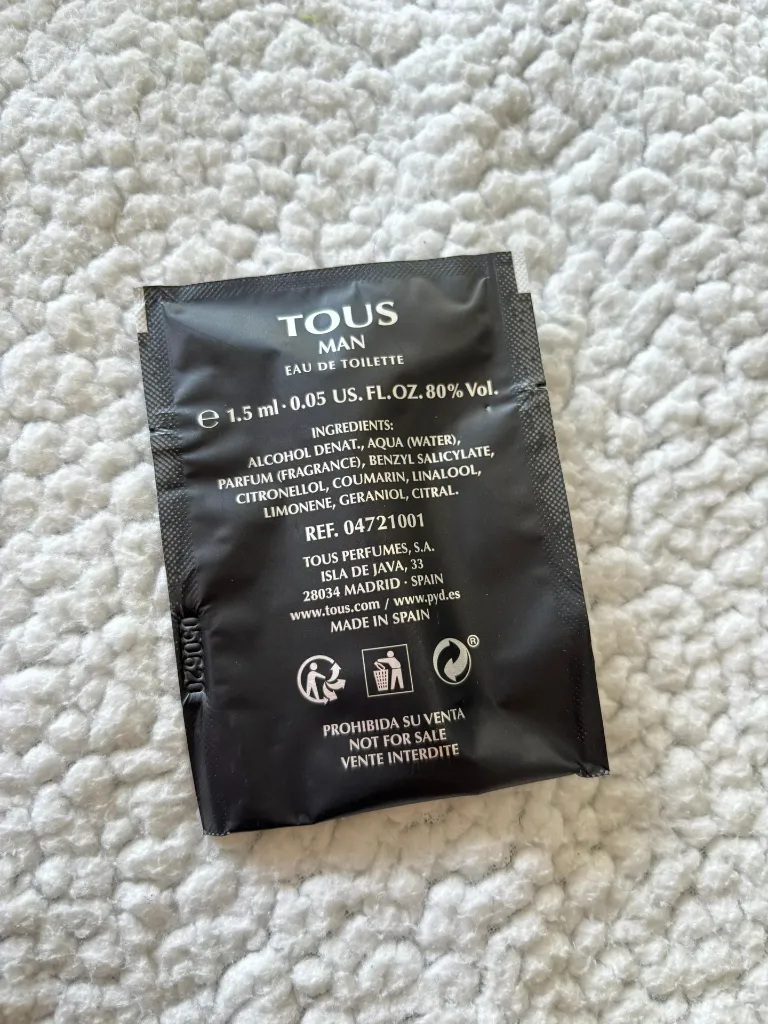 TOUS
MAN
EAU DE TOILETTE
℮ 1.5 ml · 0.05 US. FL.OZ. 80% Vol.
INGREDIENTS:
ALCOHOL DENAT., AQUA (WATER),
PARFUM (FRAGRANCE), BENZYL SALICYLATE,
CITRONELLOL, COUMARIN, LINALOOL,
LIMONENE, GERANIOL, CITRAL.
REF. 04721001
TOUS PERFUMES, S.A.
ISLA DE JAVA, 33
28034 MADRID · SPAIN
www.tous.com / www.pyd.es
MADE IN SPAIN
®
PROHIBIDA SU VENTA
NOT FOR SALE
VENTE INTERDITE
050620